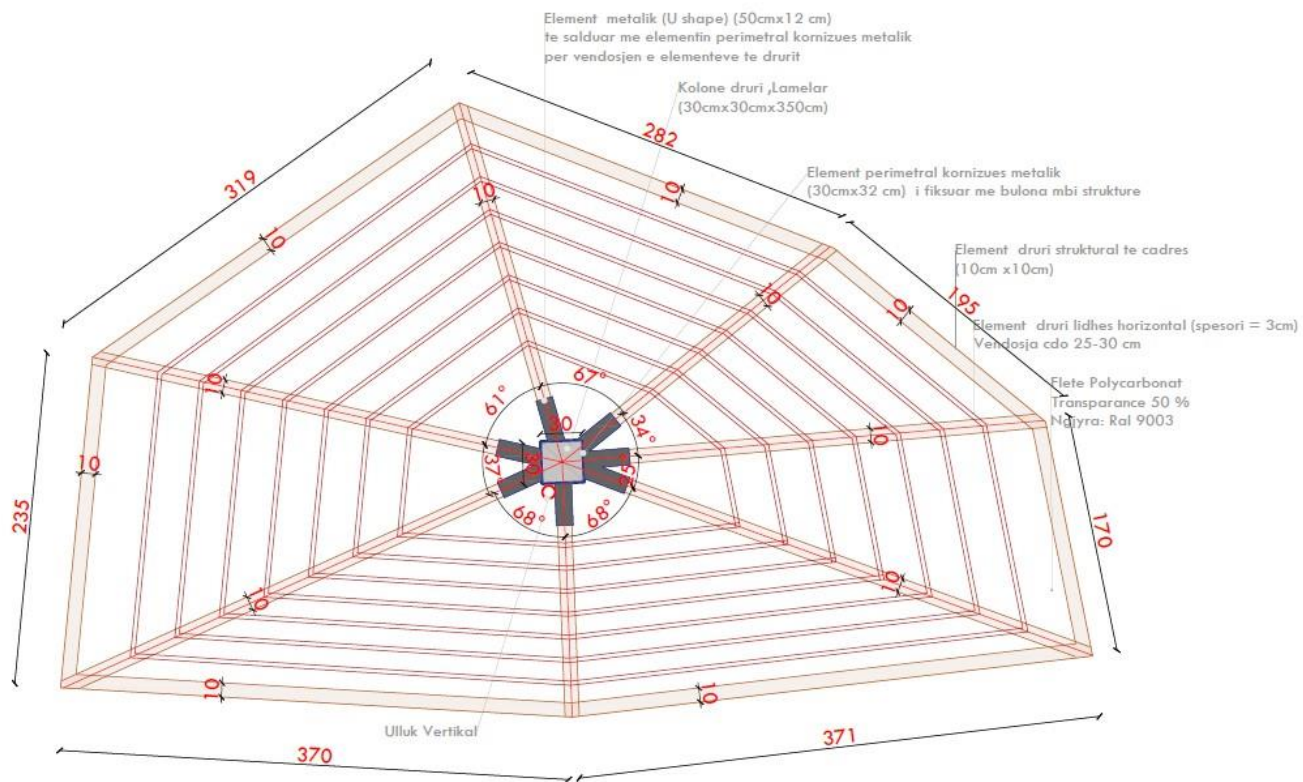 Element metalik (U shape) (50cmx12 cm)
te salduar me elementin perimetral kornizues metalik
per vendosjen e elementeve te drurit
Kolone druri ,Lamelar
(30cmx30cmx350cm)
282
319
Element perimetral kornizues metalik
(30cmx32 cm) i fiksuar me bulona mbi strukture
10
10
10
Element druri struktural te cadres
(10cm x10cm)
195
10
10
Element druri lidhes horizontal (spesori = 3cm)
Vendosja cdo 25-30 cm
Flete Polycarbonat
Transparance 50 %
Ngjyra: Ral 9003
10
67°
61°
30
34°
10
10
37°
30
25°
C
68°
68°
235
170
10
10
10
10
Ulluk Vertikal
370
371